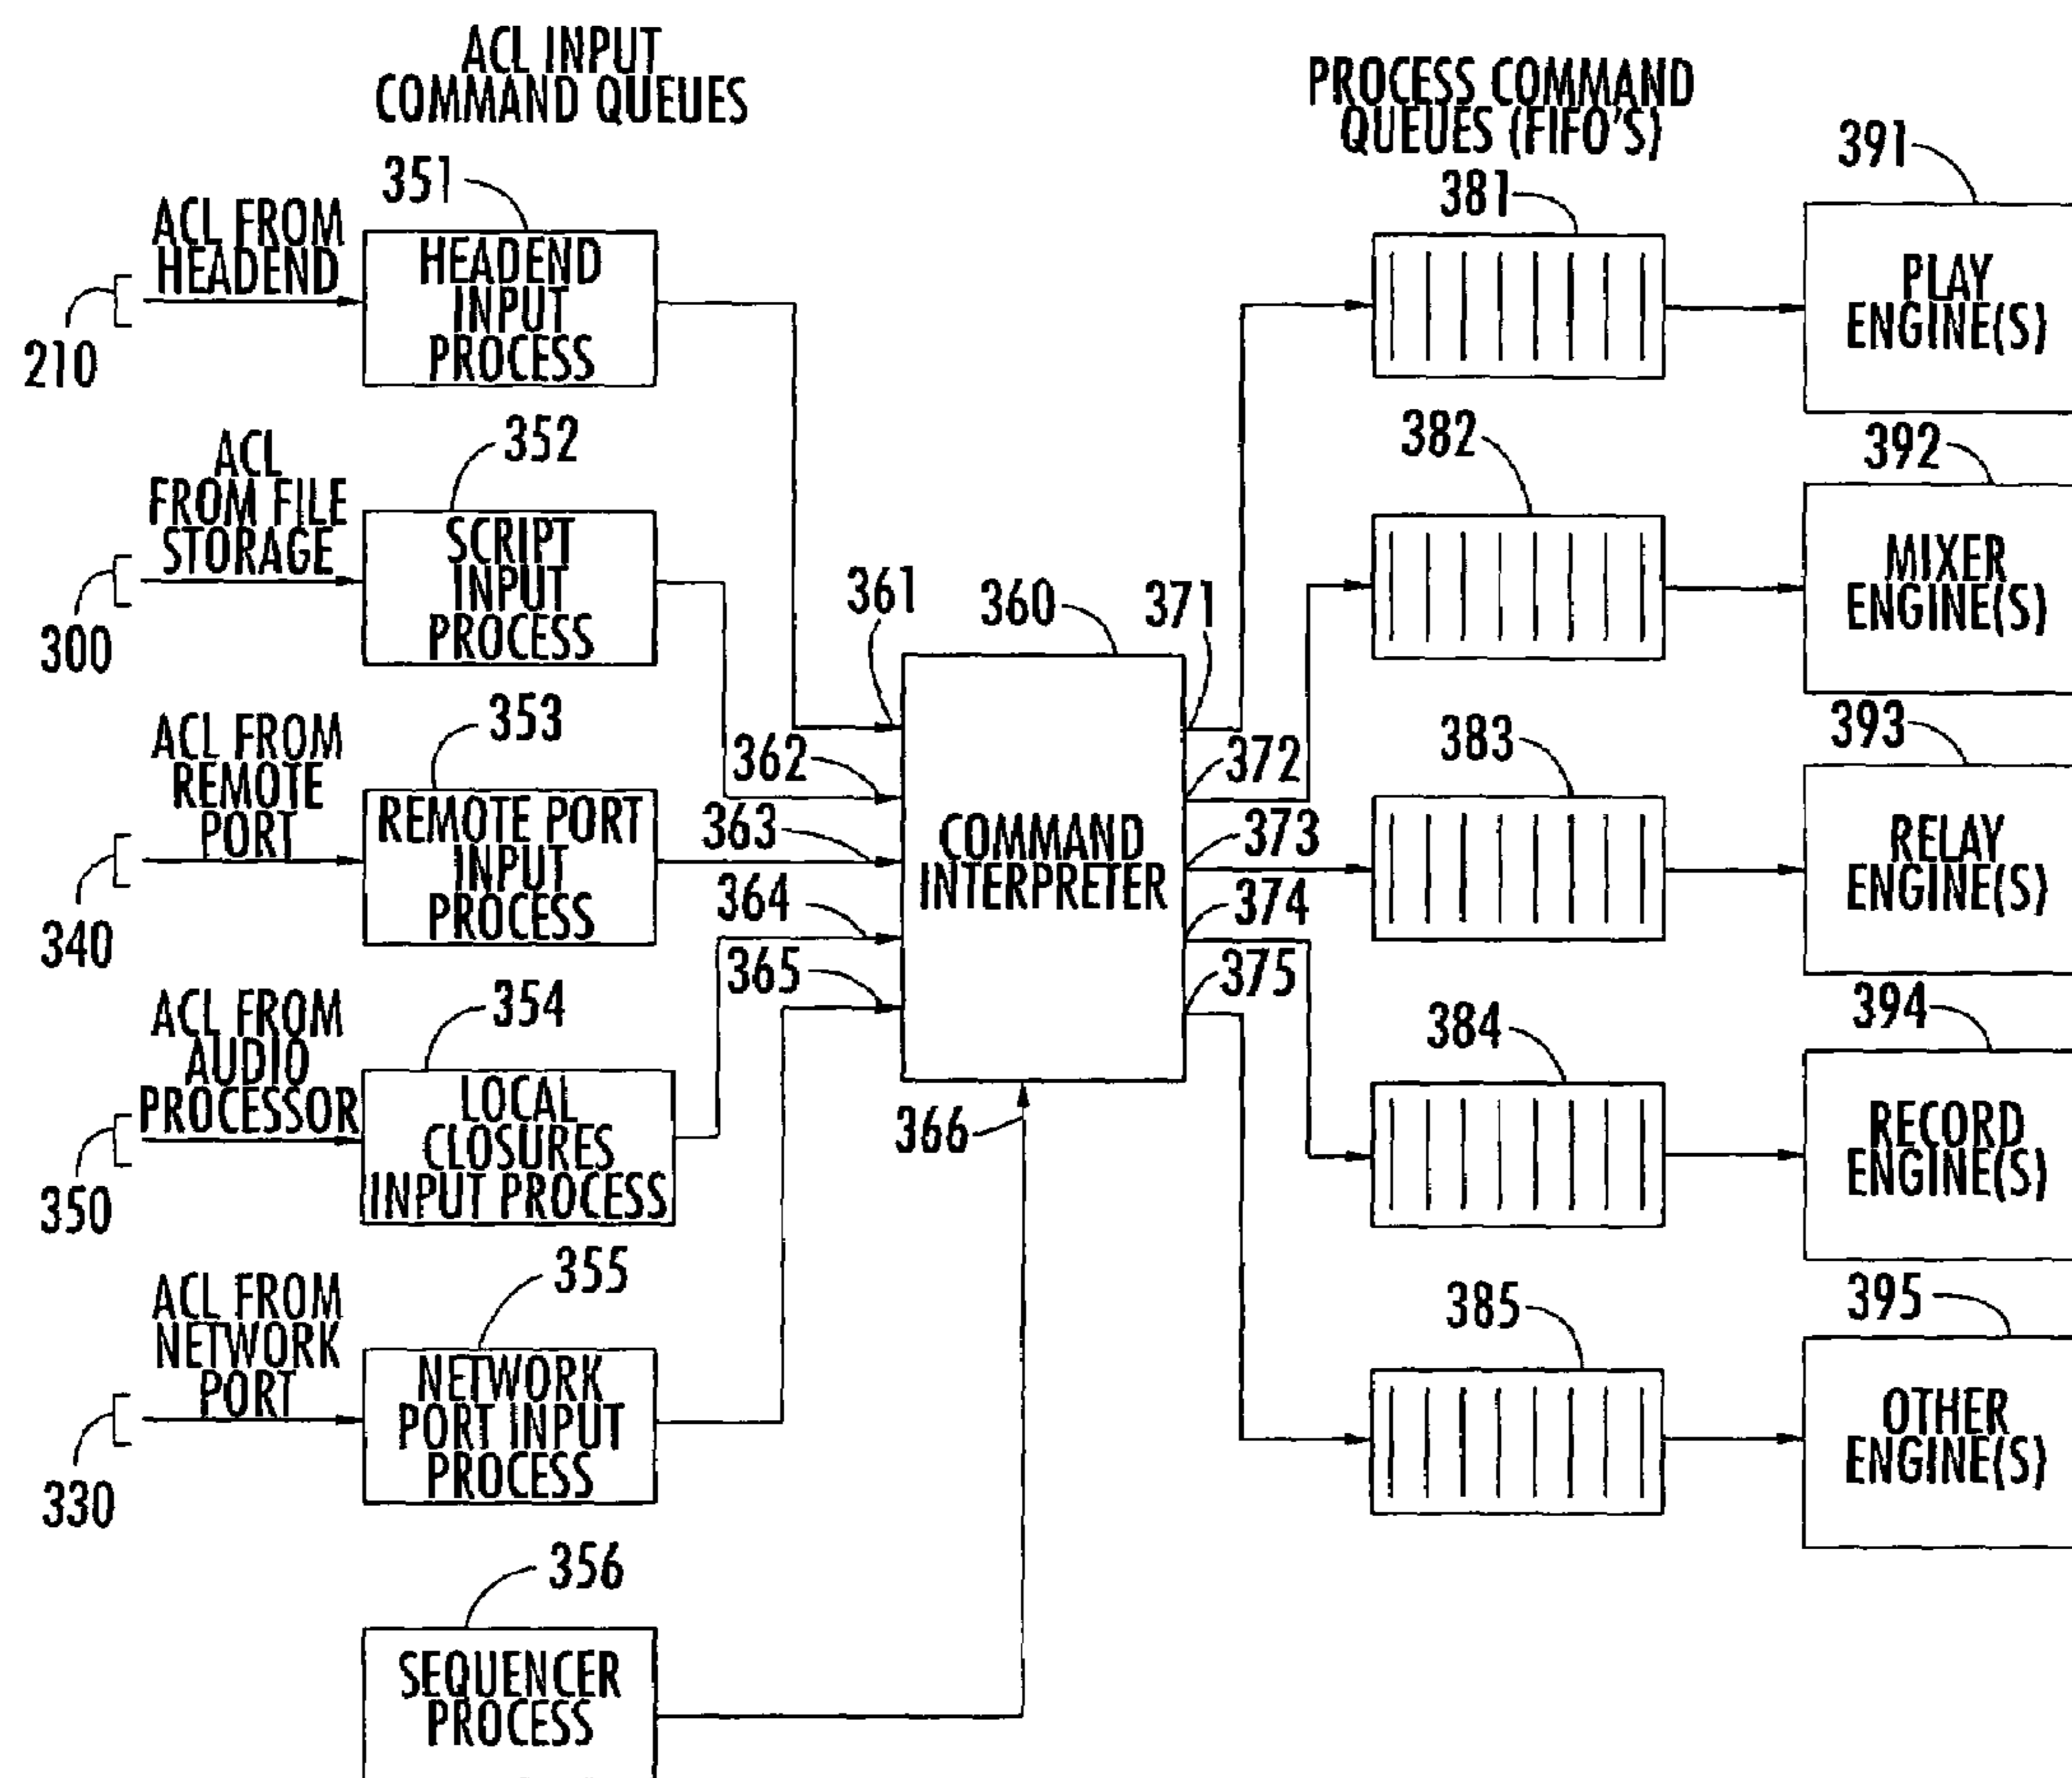 ACL INPUT
COMMAND QUEUES
PROCESS COMMAND
QUEUES (FIFO'S)
351
ACL FROM
HEADEND
210
HEADEND
INPUT
PROCESS
381
391
PLAY
ENGINE(S)
352
ACL
FROM FILE
STORAGE
300
SCRIPT
INPUT
PROCESS
382
392
MIXER
ENGINE(S)
361
360
371
353
ACL FROM
REMOTE
PORT
340
REMOTE PORT
INPUT
PROCESS
362
363
364
365
COMMAND
INTERPRETER
372
373
374
375
383
393
RELAY
ENGINE(S)
354
ACL FROM
AUDIO
PROCESSOR
350
LOCAL
CLOSURES
INPUT PROCESS
366
384
394
RECORD
ENGINE(S)
355
ACL FROM
NETWORK
PORT
330
NETWORK
PORT INPUT
PROCESS
385
395
OTHER
ENGINE(S)
356
SEQUENCER
PROCESS